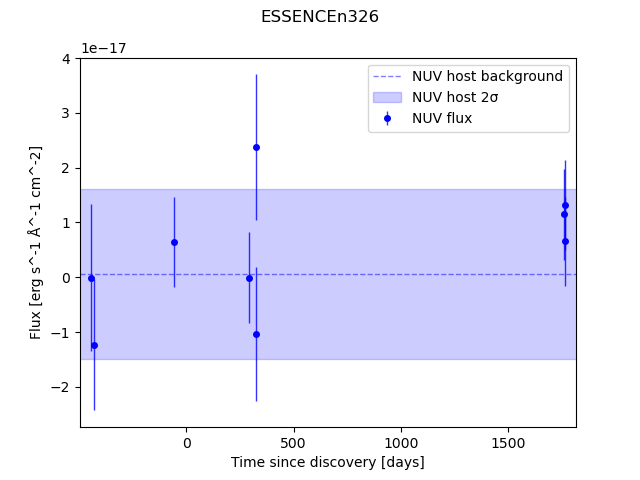 ESSENCEn326
1e−17
NUV host background
NUV host 2σ
NUV flux
4
3
2
1
0
−1
−2
Flux [erg s^-1 Å^-1 cm^-2]
0 500 1000 1500
Time since discovery [days]